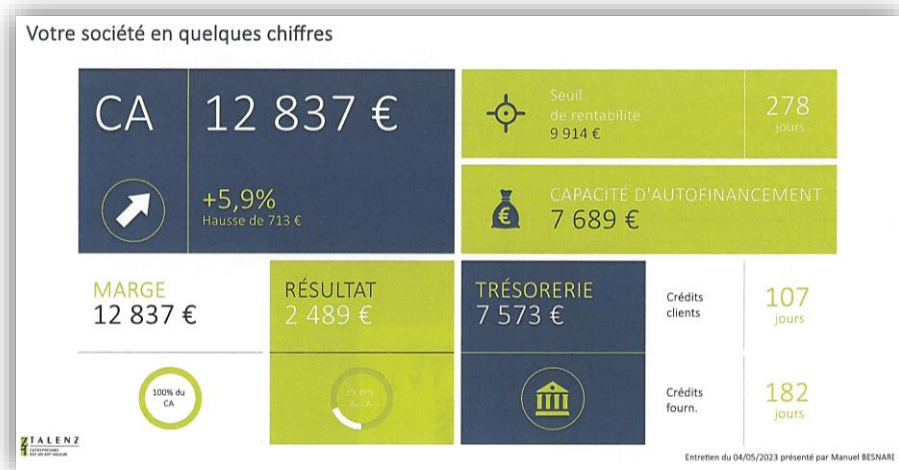 Votre société en quelques chiffres
CA
12 837 €
+5,9%
Hausse de 713 €
Seuil
de rentabilité
9 914 €
278
jours
CAPACITÉ D'AUTOFINANCEMENT
7 689 €
MARGE
12 837 €
100% du
CA
RÉSULTAT
2 489 €
CA
TRÉSORERIE
7 573 €
Crédits
clients
107
jours
Crédits
fourn.
182
jours
TALENZ
Entretien du 04/05/2023 présenté par Manuel BESNARI